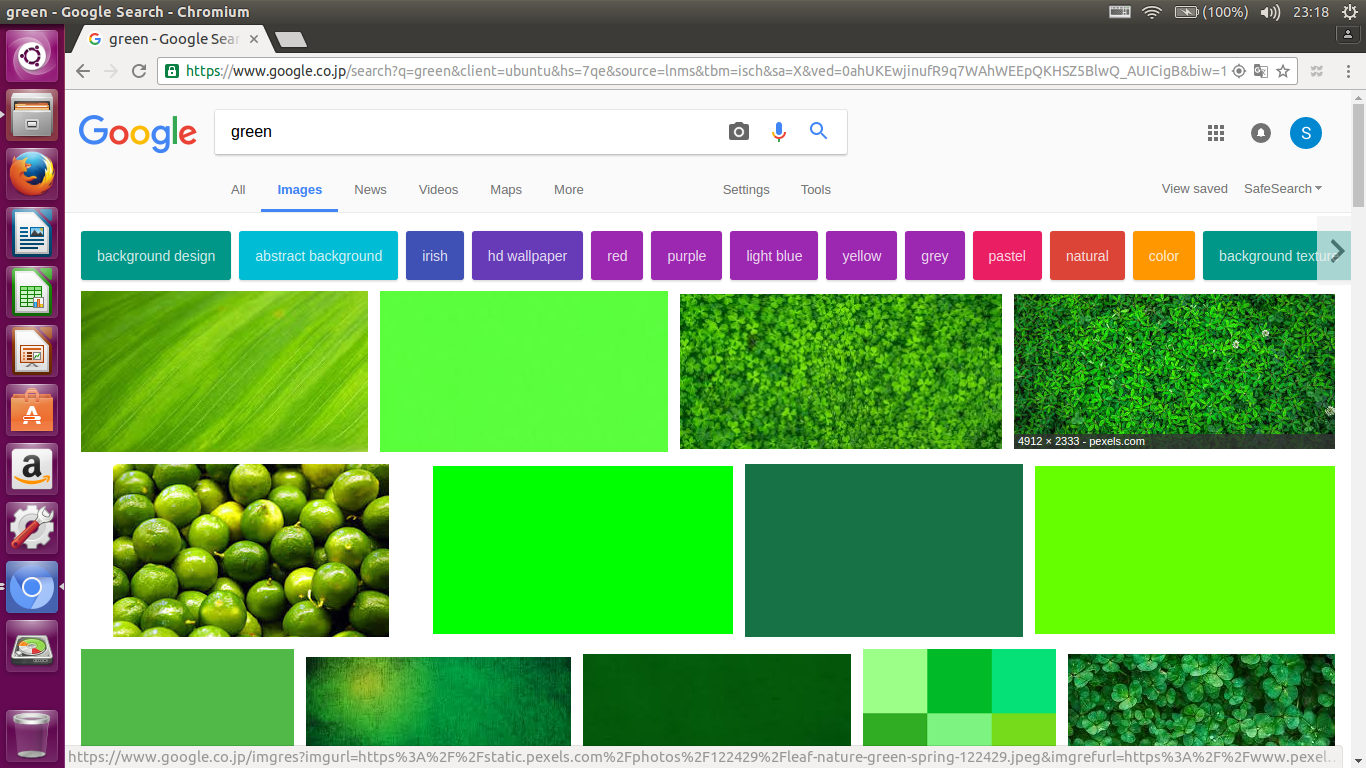 green - Google Search - Chromium
(100%)
23:18
green - Google Sear
https://www.google.co.jp/search?q=green&client=ubuntu&hs=7qe&source=lnms&tbm=isch&sa=X&ved=0ahUKEwjinufR9q7WAhWEEpQKHSZ5BlwQ_AUICigB&biw=1
Google
green
S
All
Images
News
Videos
Maps
More
Settings
Tools
View saved
SafeSearch
background design
abstract background
irish
hd wallpaper
red
purple
light blue
yellow
grey
pastel
natural
color
background texture
4912 × 2333 - pexels.com
https://www.google.co.jp/imgres?imgurl=https%3A%2F%2Fstatic.pexels.com%2Fphotos%2F122429%2Fleaf-nature-green-spring-122429.jpeg&imgrefurl=https%3A%2F%2Fwww.pexel...